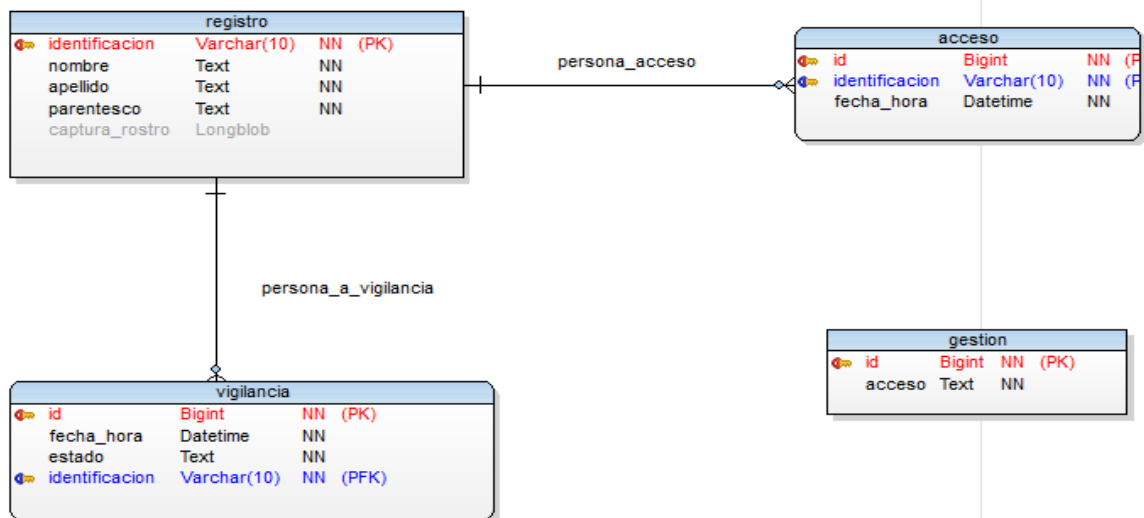 registro
identificacion Varchar(10) NN (PK)
nombre Text NN
apellido Text NN
parentesco Text NN
captura_rostro Longblob
persona_acceso
acceso
id Bigint NN (P
identificacion Varchar(10) NN (P
fecha_hora Datetime NN
persona_a_vigilancia
gestion
id Bigint NN (PK)
acceso Text NN
vigilancia
id Bigint NN (PK)
fecha_hora Datetime NN
estado Text NN
identificacion Varchar(10) NN (PFK)